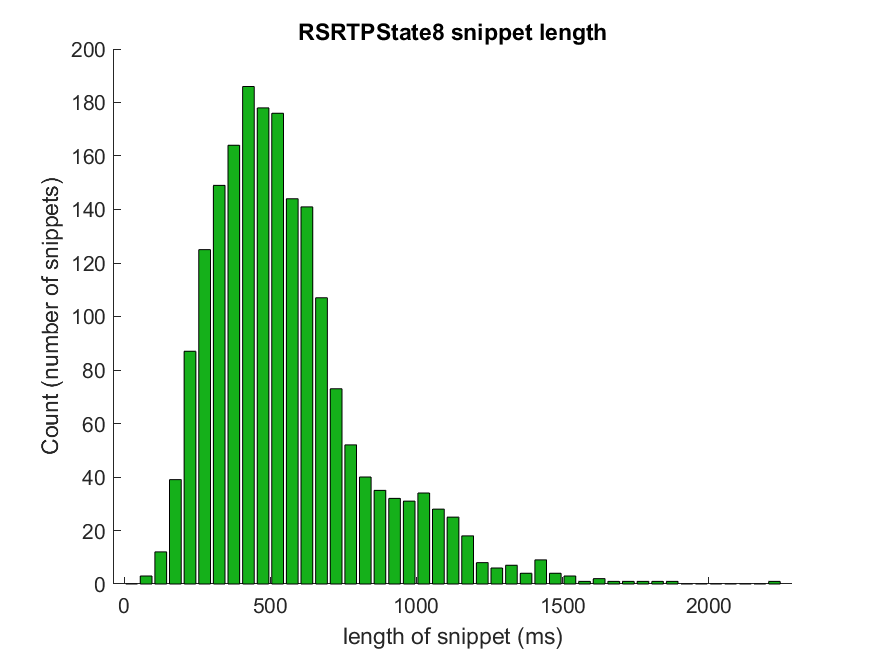 RSRTPState8 snippet length
200
180
160
140
120
100
80
60
40
20
0
Count (number of snippets)
0 500 1000 1500 2000
length of snippet (ms)